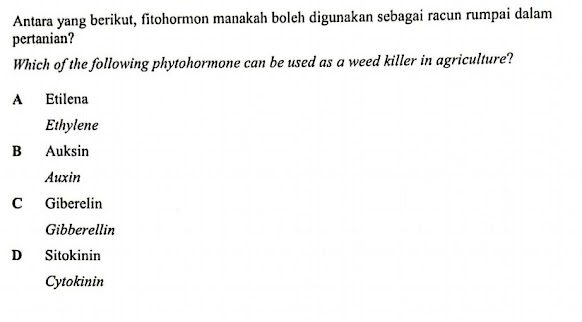 Antara yang berikut, fitohormon manakah boleh digunakan sebagai racun rumpai dalam
pertanian?
Which of the following phytohormone can be used as a weed killer in agriculture?
A Etilena
Ethylene
B Auksin
Auxin
C Giberelin
Gibberellin
D Sitokinin
Cytokinin